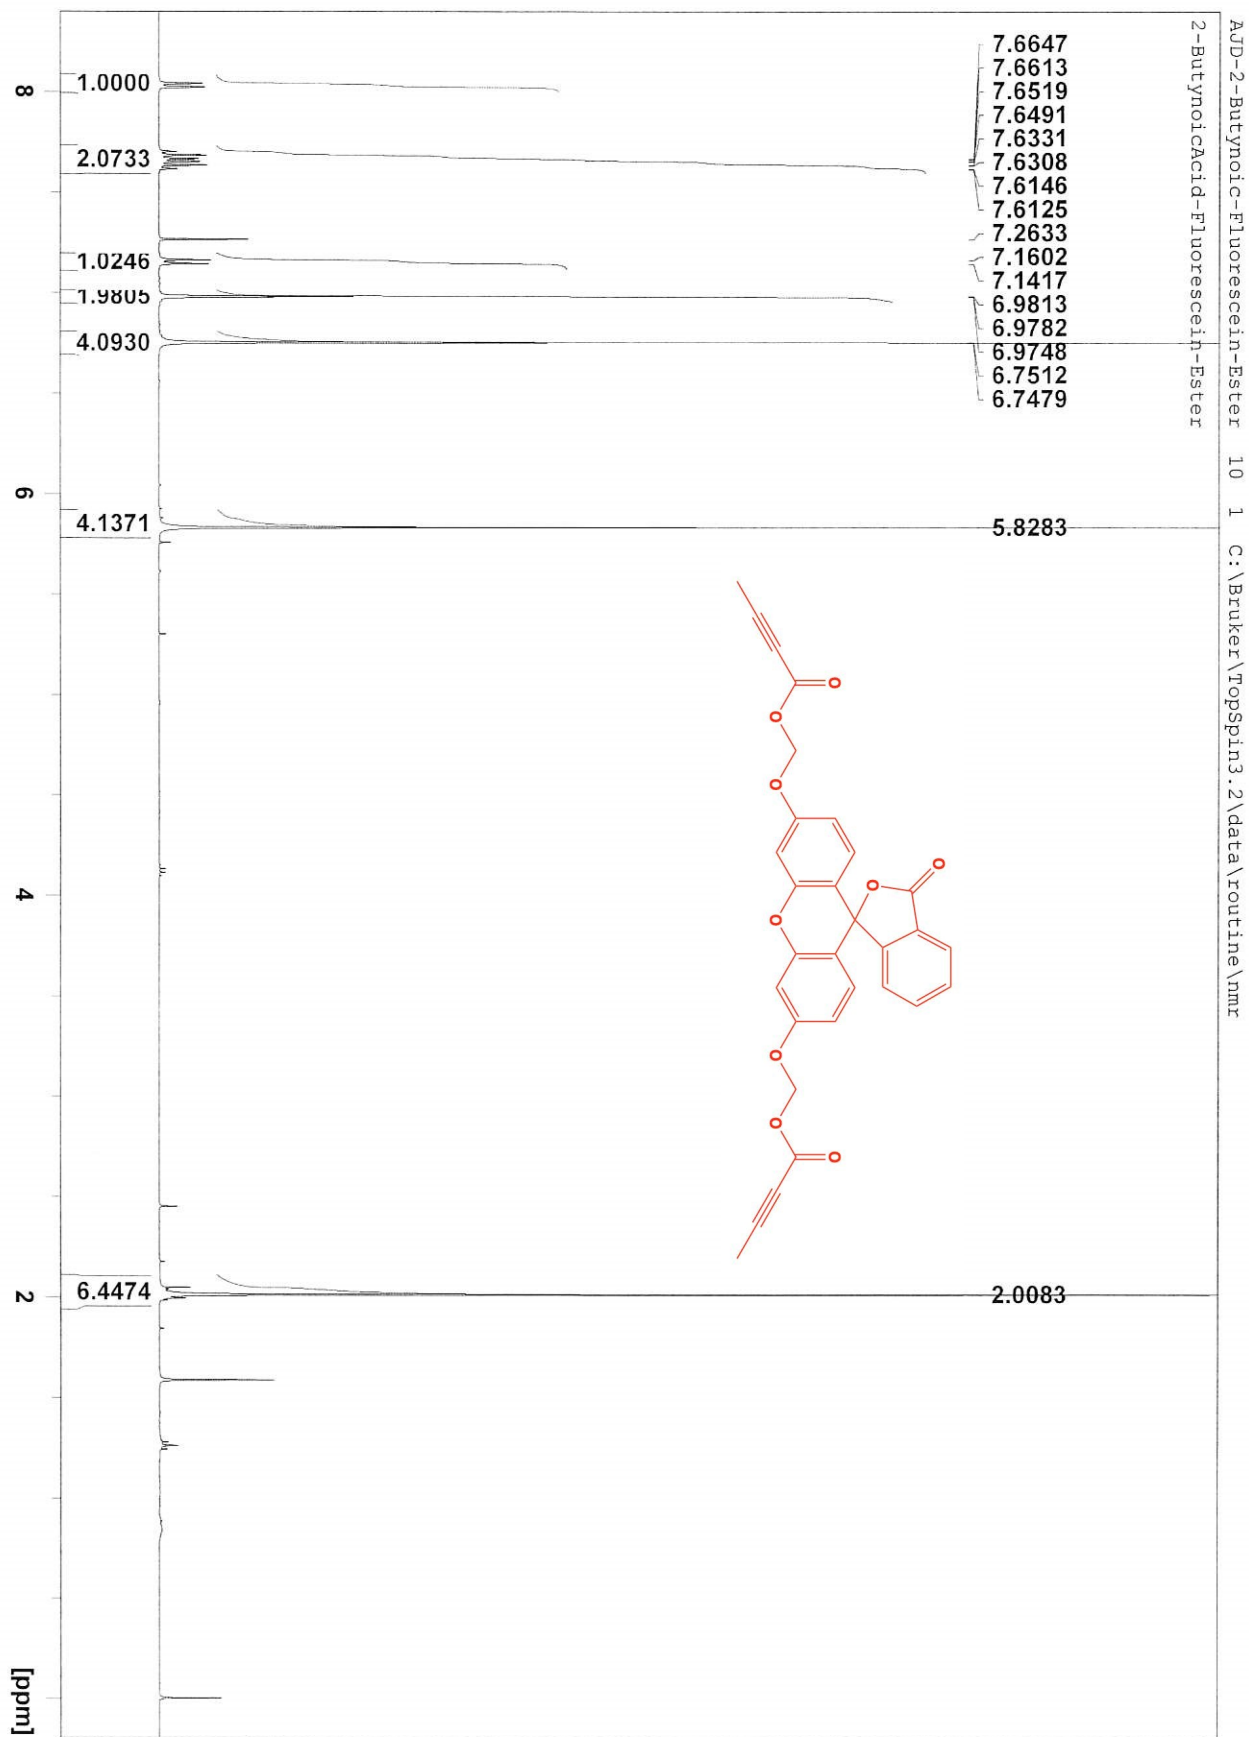 AJD-2-Butynoic-Fluorescein-Ester 10 1 C:\Bruker\TopSpin3.2\data\routine\nmr
2-ButynoicAcid-Fluorescein-Ester
7.6647
7.6613
7.6519
7.6491
7.6331
7.6308
7.6146
7.6125
7.2633
7.1602
7.1417
6.9813
6.9782
6.9748
6.7512
6.7479
5.8283
2.0083
O
O
O
O
O
O
O
O
O
1.0000
2.0733
1.0246
1.9805
4.0930
4.1371
6.4474
8
6
4
2
[ppm]